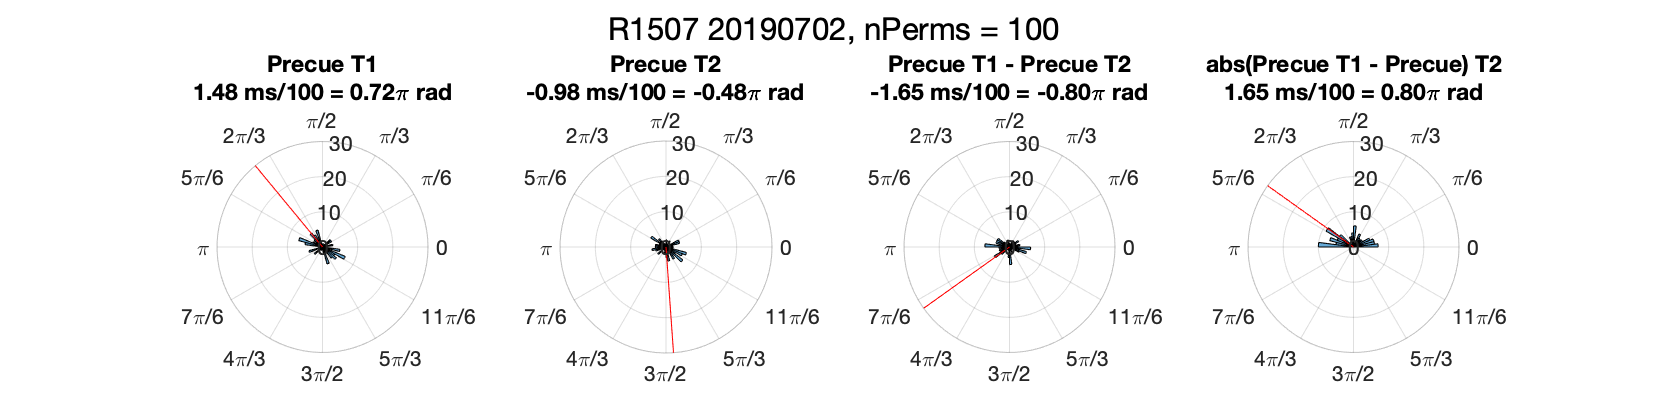 R1507 20190702, nPerms = 100
Precue T1
1.48 ms/100 = 0.72π rad
π/2
2π/3
π/3
5π/6
π/6
π
0
7π/6
11π/6
4π/3
5π/3
3π/2
30
20
10
0
Precue T2
-0.98 ms/100 = -0.48π rad
π/2
2π/3
π/3
5π/6
π/6
π
0
7π/6
11π/6
4π/3
5π/3
3π/2
30
20
10
0
Precue T1 - Precue T2
-1.65 ms/100 = -0.80π rad
π/2
2π/3
π/3
5π/6
π/6
π
0
7π/6
11π/6
4π/3
5π/3
3π/2
30
20
10
0
abs(Precue T1 - Precue) T2
1.65 ms/100 = 0.80π rad
π/2
2π/3
π/3
5π/6
π/6
π
0
7π/6
11π/6
4π/3
5π/3
3π/2
30
20
10
0